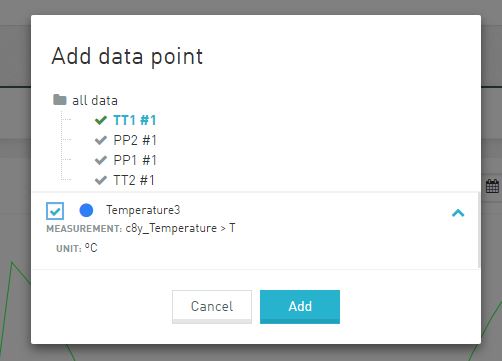 Add data point
all data
TT1 #1
PP2 #1
PP1 #1
TT2 #1
Temperature3
MEASUREMENT: c8y_Temperature > T
UNIT: ºC
Cancel
Add